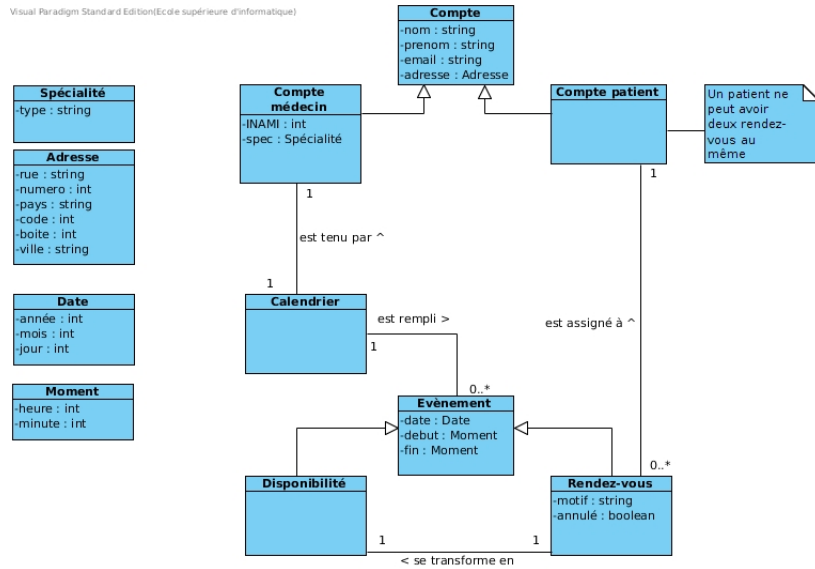 Visual Paradigm Standard Edition(Ecole supérieure d'informatique)
Compte
-nom : string
-prenom : string
-email : string
-adresse : Adresse
Spécialité
-type : string
Compte
médecin
-INAMI : int
-spec : Spécialité
Compte patient
Un patient ne
peut avoir
deux rendez-
vous au
même
Adresse
-rue : string
-numero : int
-pays : string
-code : int
-boite : int
-ville : string
1
1
est tenu par ^
1
Date
-année : int
-mois : int
-jour : int
Calendrier
est rempli >
1
est assigné à ^
Moment
-heure : int
-minute : int
0..*
Evènement
-date : Date
-debut : Moment
-fin : Moment
0..*
Disponibilité
Rendez-vous
-motif : string
-annulé : boolean
1
1
< se transforme en